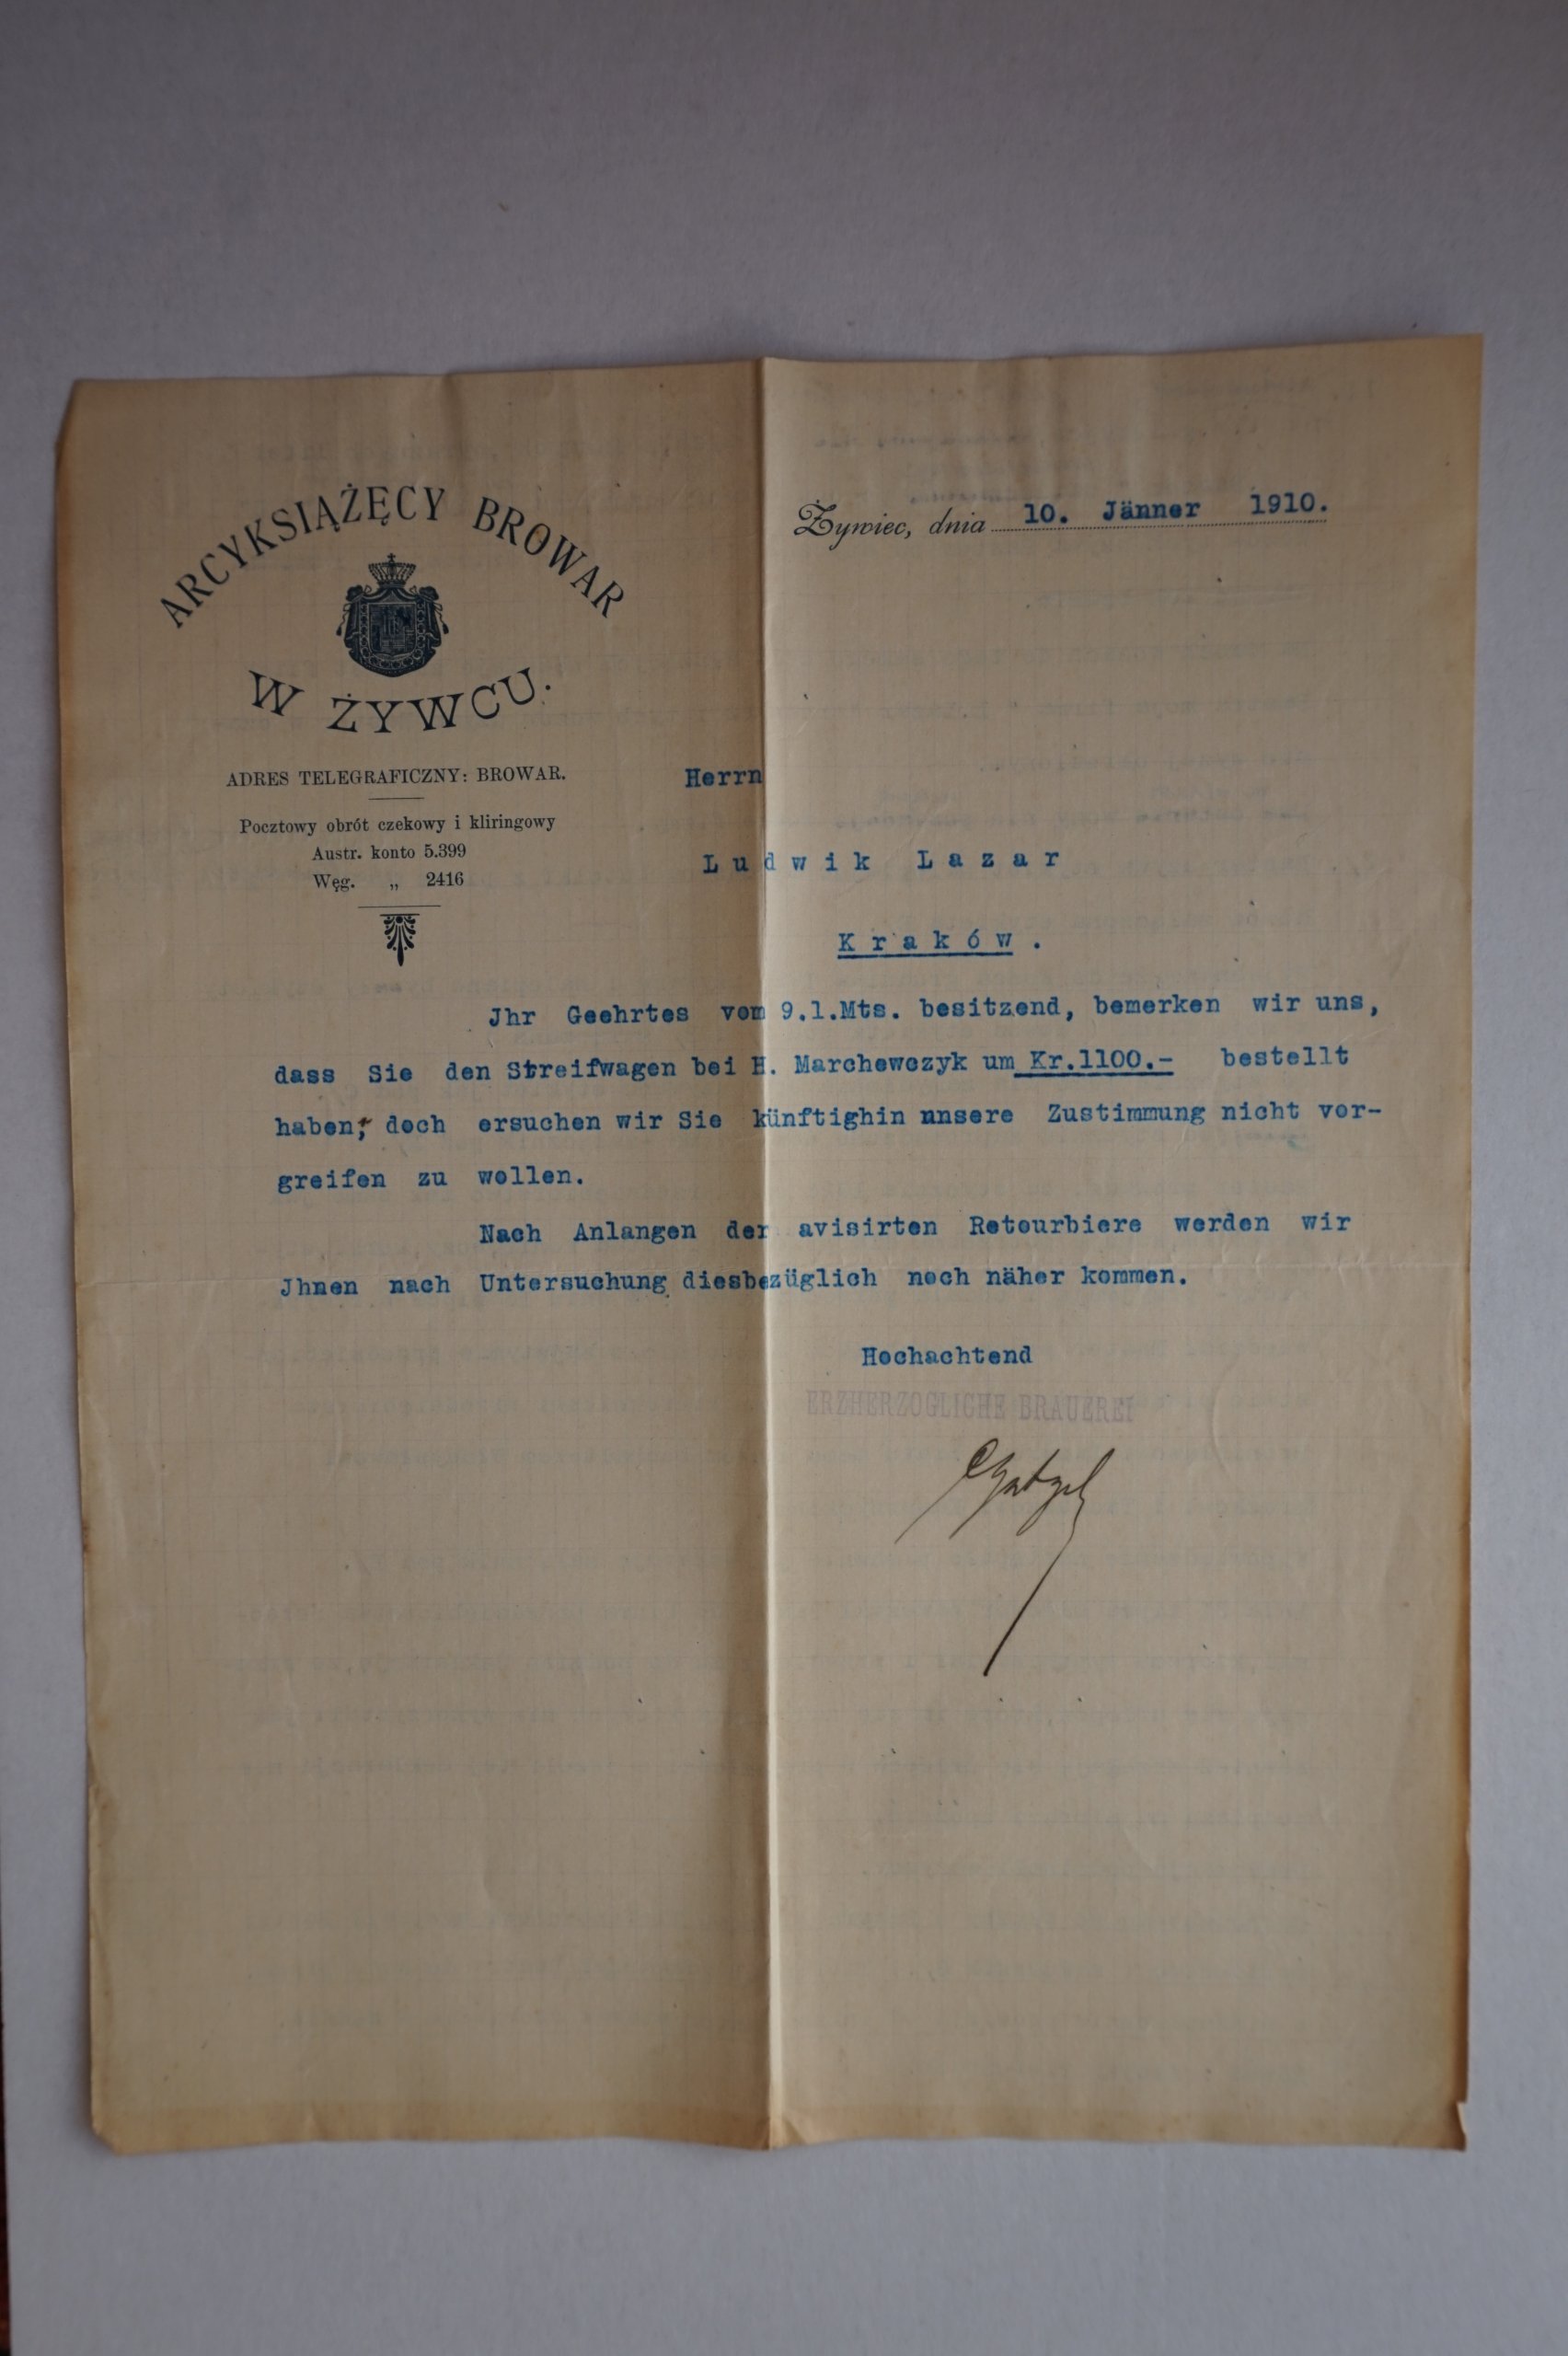 ARCYKSIĄŻĘCY BROWAR
W ŻYWCU.
ADRES TELEGRAFICZNY: BROWAR.
Pocztowy obrót czekowy i kliringowy
Austr. konto 5.399
Węg. „ 2416
Żywiec, dnia 10. Jänner 1910.
Herrn
Ludwik Lazar
Kraków.
Jhr Geehrtes vom 9.l.Mts. besitzend, bemerken wir uns,
dass Sie den Streifwagen bei H. Marchewczyk um Kr.1100.- bestellt
haben, doch ersuchen wir Sie künftighin unsere Zustimmung nicht vor-
greifen zu wollen.
Nach Anlangen der avisirten Retourbiere werden wir
Jhnen nach Untersuchung diesbezüglich noch näher kommen.
Hochachtend
ERZHERZOGLICHE BRAUEREI